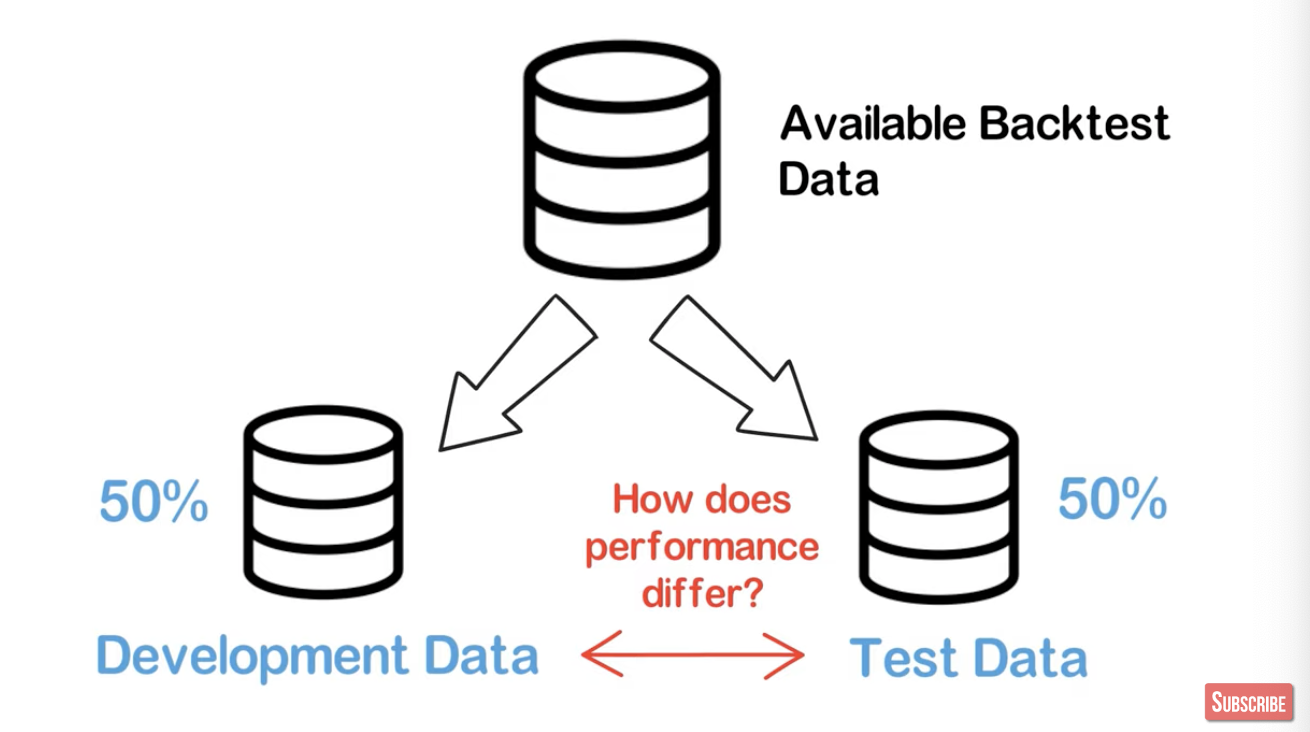 Available Backtest
Data
50%
How does
performance
differ?
50%
Development Data
Test Data
SUBSCRIBE